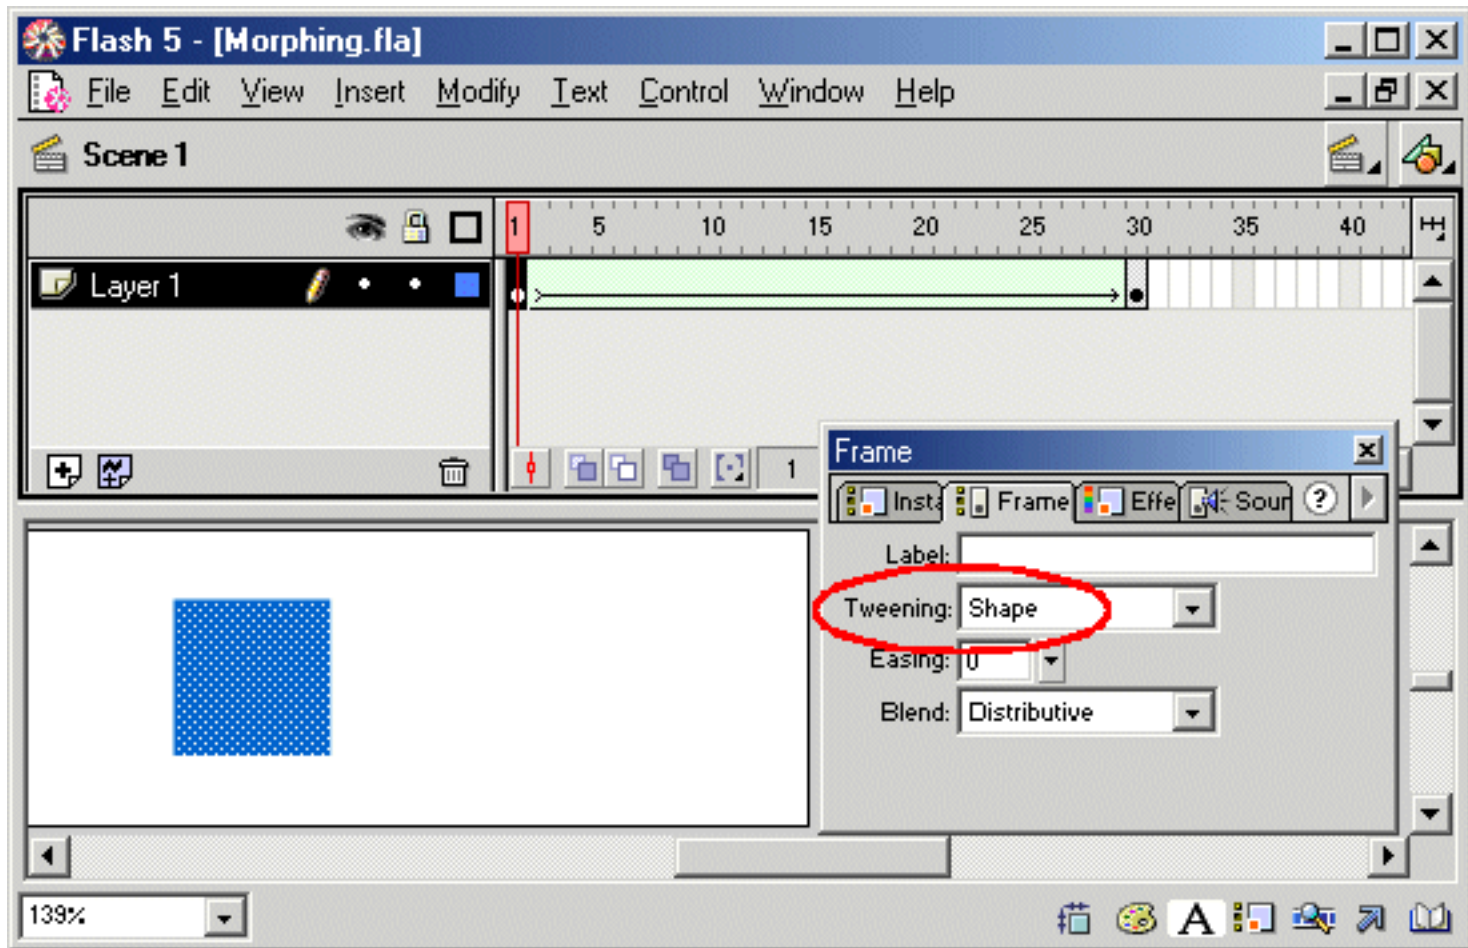 Flash 5 - [Morphing.fla]
File Edit View Insert Modify Text Control Window Help
Scene 1
1 5 10 15 20 25 30 35 40
Layer 1
1
Frame
Insta Frame Effe Soun ?
Label:
Tweening: Shape
Easing: 0
Blend: Distributive
139%
A